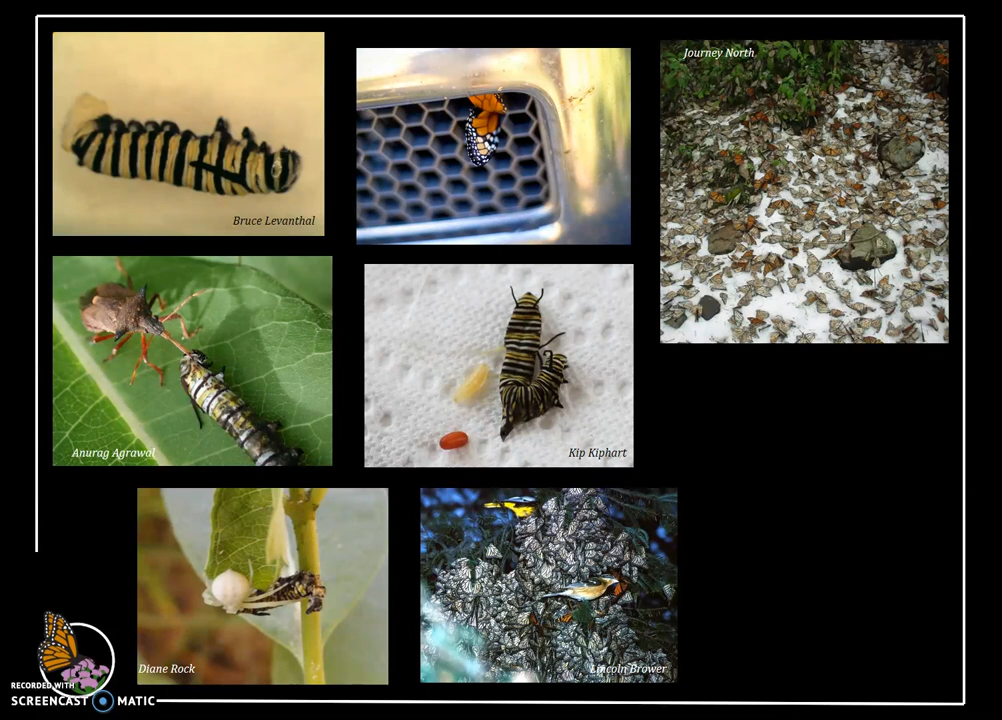 Journey North
Bruce Levanthal
Anurag Agrawal
Kip Kiphart
Diane Rock
Lincoln Brower
RECORDED WITH
SCREENCAST MATIC